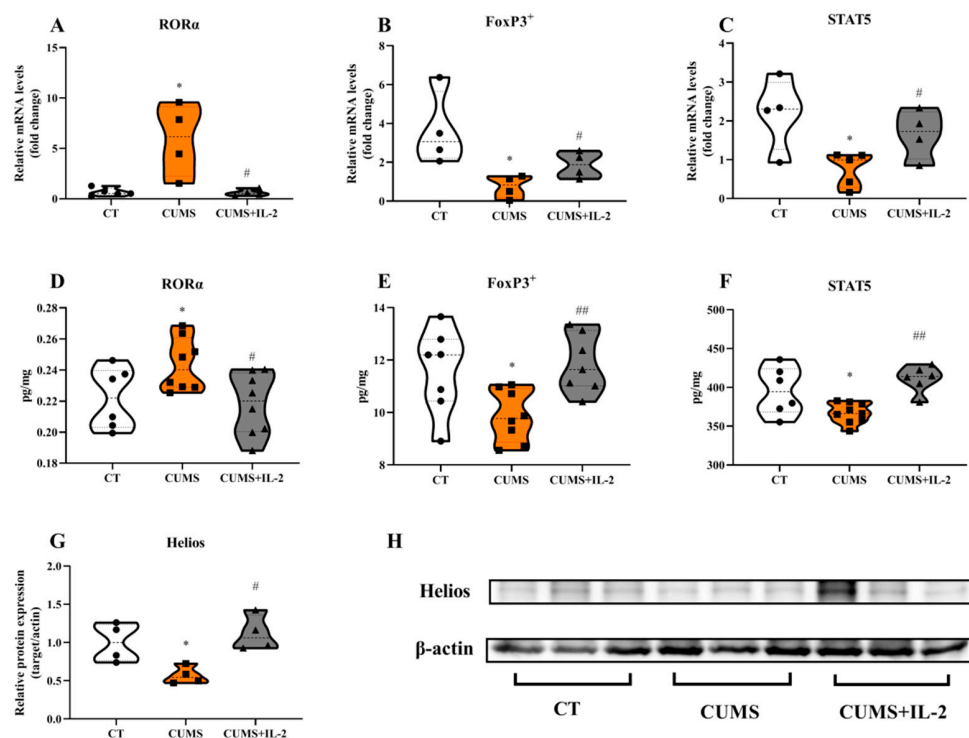 A
RORα
Relative mRNA levels
(fold change)
15
10
5
0
CT
CUMS
CUMS+IL-2
*
#
B
FoxP3+
Relative mRNA levels
(fold change)
8
6
4
2
0
CT
CUMS
CUMS+IL-2
*
#
C
STAT5
Relative mRNA levels
(fold change)
4
3
2
1
0
CT
CUMS
CUMS+IL-2
*
#
D
RORα
pg/mg
0.28
0.26
0.24
0.22
0.20
0.18
CT
CUMS
CUMS+IL-2
*
#
E
FoxP3+
pg/mg
14
12
10
8
CT
CUMS
CUMS+IL-2
*
##
F
STAT5
pg/mg
500
450
400
350
300
CT
CUMS
CUMS+IL-2
*
##
G
Helios
Relative protein expression
(target/actin)
2.0
1.5
1.0
0.5
0.0
CT
CUMS
CUMS+IL-2
*
#
H
Helios
β-actin
CT
CUMS
CUMS+IL-2